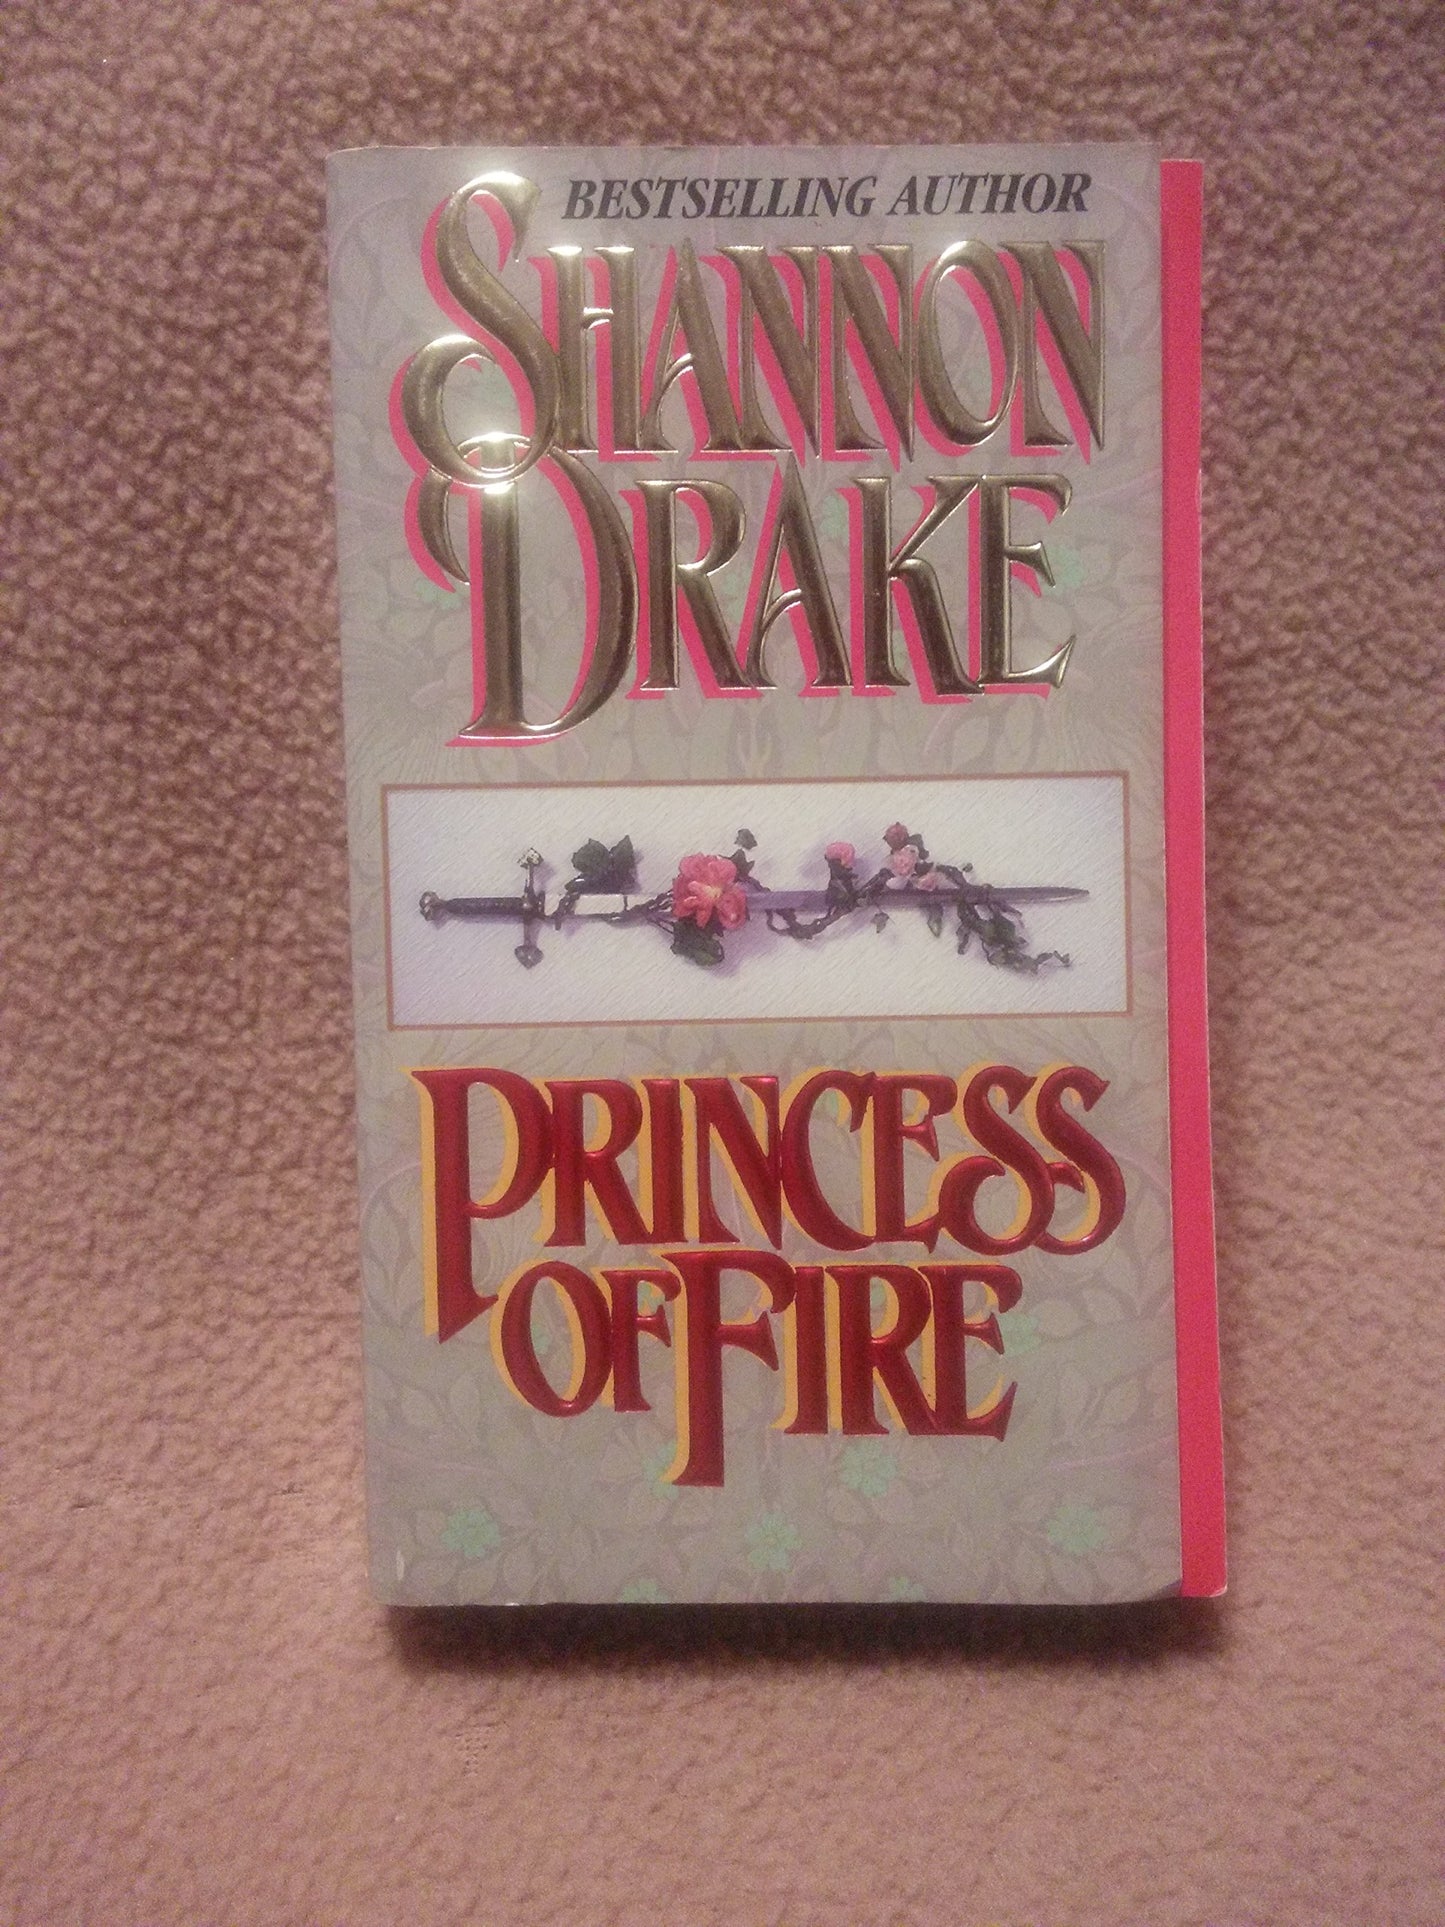 BESTSELLING AUTHOR
SHANNON
DRAKE
PRINCESS
OF FIRE